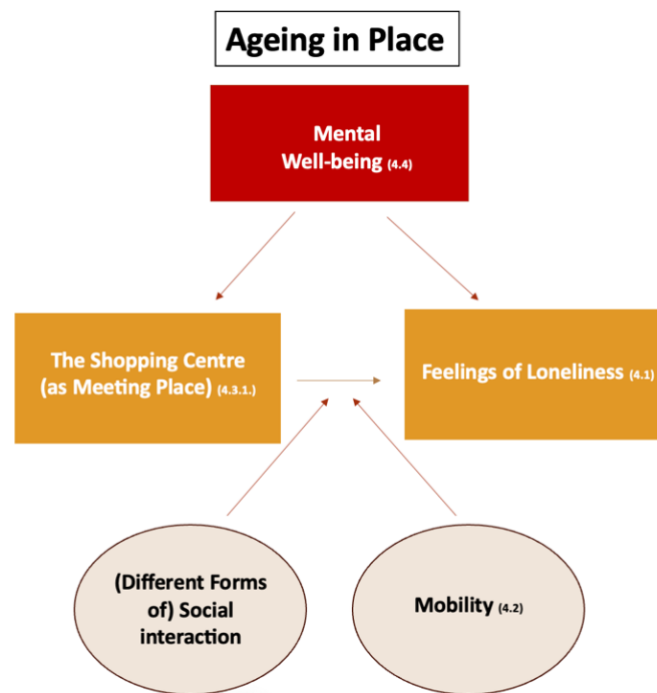 Ageing in Place
Mental
Well-being (4.4)
The Shopping Centre
(as Meeting Place) (4.3.1.)
Feelings of Loneliness (4.1)
(Different Forms
of) Social
interaction
Mobility (4.2)